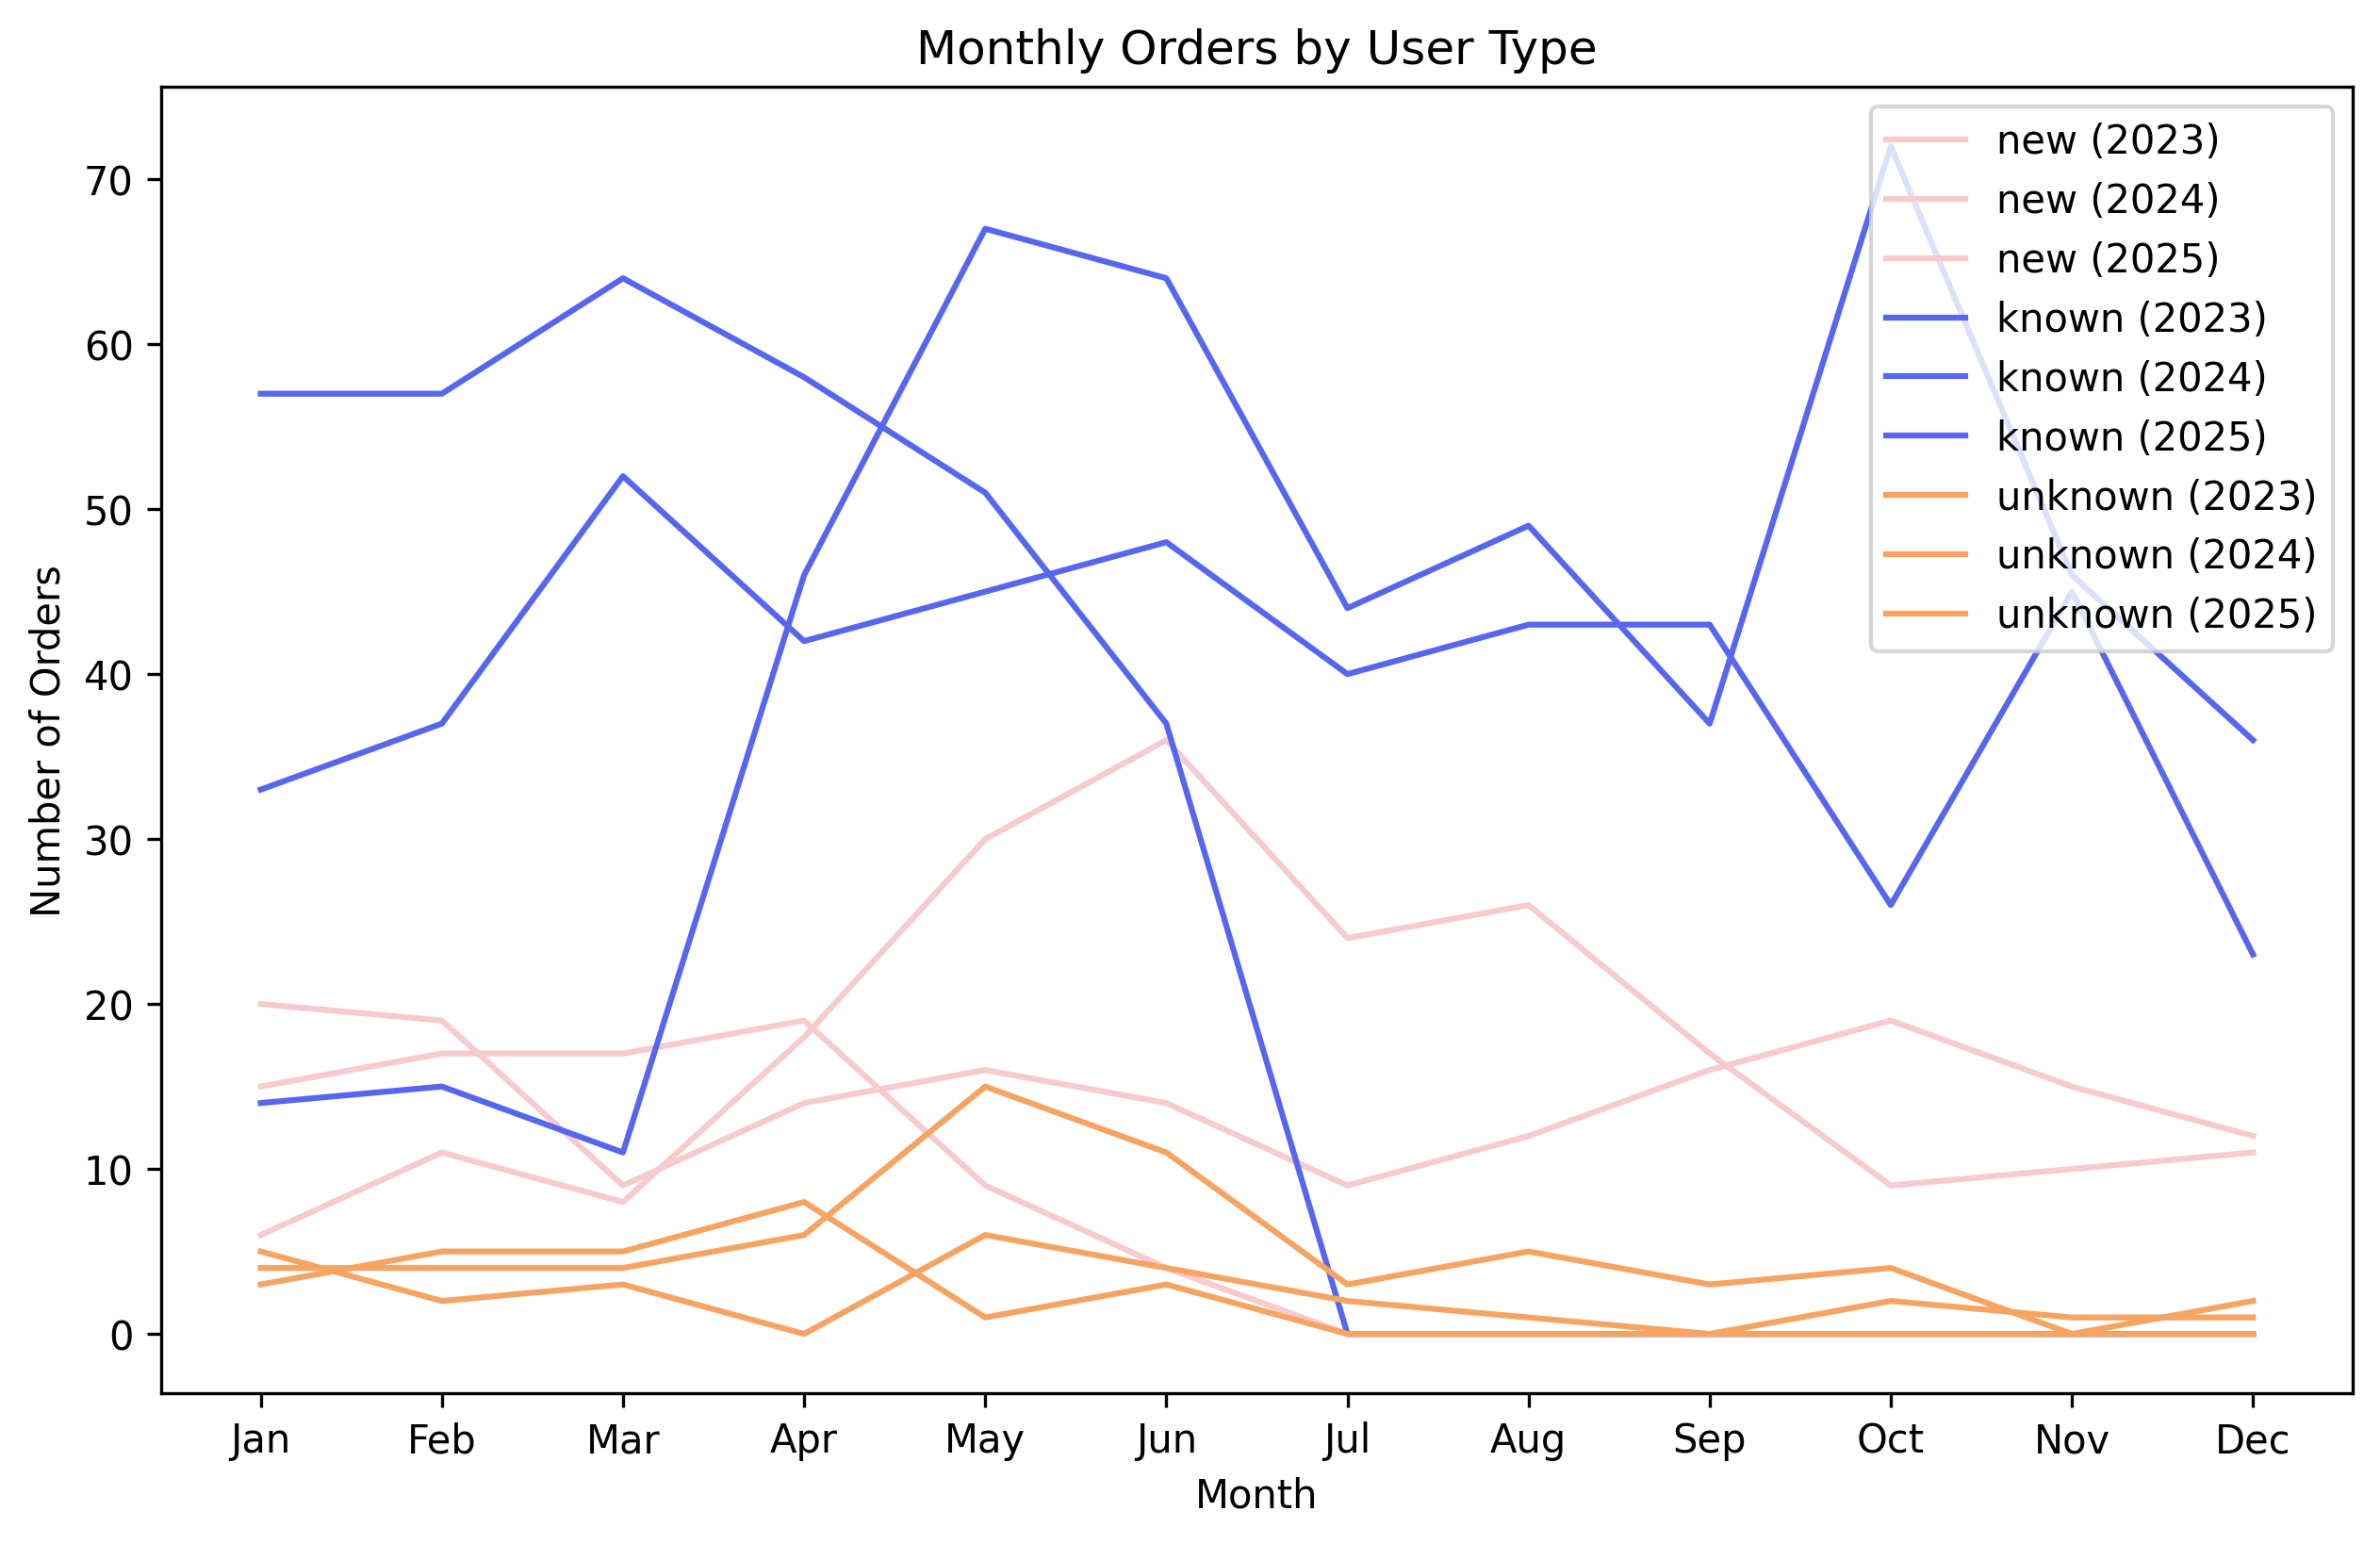 Monthly Orders by User Type
new (2023)
new (2024)
new (2025)
known (2023)
known (2024)
known (2025)
unknown (2023)
unknown (2024)
unknown (2025)
Number of Orders
70
60
50
40
30
20
10
0
Jan Feb Mar Apr May Jun Jul Aug Sep Oct Nov Dec
Month